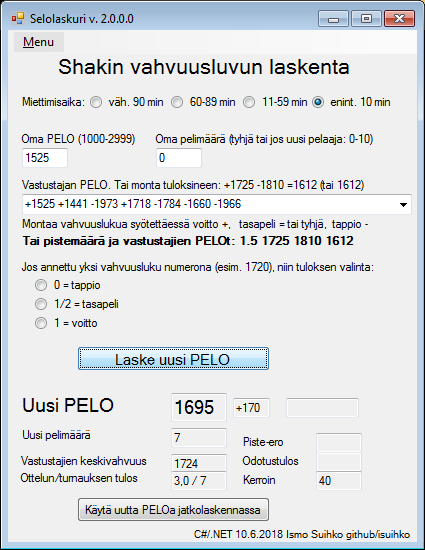 Selolaskuri v. 2.0.0.0
Menu
Shakin vahvuusluvun laskenta
Miettimisaika: väh. 90 min 60-89 min 11-59 min enint. 10 min
Oma PELO (1000-2999) Oma pelimäärä (tyhjä tai jos uusi pelaaja: 0-10)
1525 0
Vastustajan PELO. Tai monta tuloksineen: +1725 -1810 =1612 (tai 1612)
+1525 +1441 -1973 +1718 -1784 -1660 -1966
Montaa vahvuuslukua syötettäessä voitto +, tasapeli = tai tyhjä, tappio -
Tai pistemäärä ja vastustajien PELOt: 1.5 1725 1810 1612
Jos annettu yksi vahvuusluku numerona (esim. 1720), niin tuloksen valinta:
0 = tappio
1/2 = tasapeli
1 = voitto
Laske uusi PELO
Uusi PELO 1695 +170
Uusi pelimäärä 7 Piste-ero
Vastustajien keskivahvuus 1724 Odotustulos
Ottelun/turnauksen tulos 3,0 / 7 Kerroin 40
Käytä uutta PELOa jatkolaskennassa
C#/.NET 10.6.2018 Ismo Suihko github/isuihko